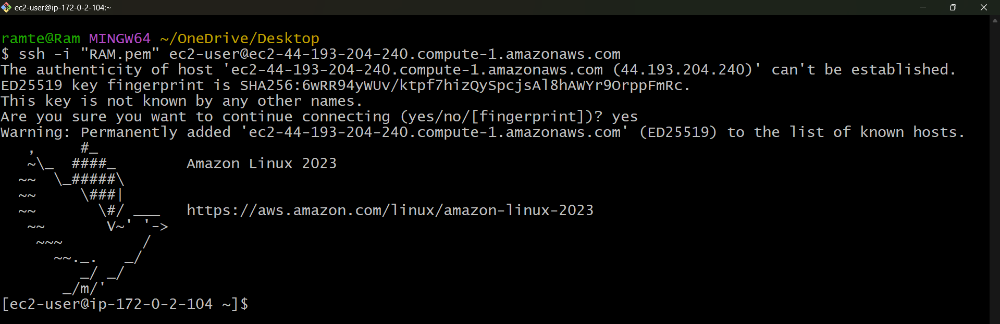 ec2-user@ip-172-0-2-104:~
ramte@Ram MINGW64 ~/OneDrive/Desktop
$ ssh -i "RAM.pem" ec2-user@ec2-44-193-204-240.compute-1.amazonaws.com
The authenticity of host 'ec2-44-193-204-240.compute-1.amazonaws.com (44.193.204.240)' can't be established.
ED25519 key fingerprint is SHA256:6wRR94yWUv/ktpf7hizQySpcjsAl8hAWYr9OrppFmRc.
This key is not known by any other names.
Are you sure you want to continue connecting (yes/no/[fingerprint])? yes
Warning: Permanently added 'ec2-44-193-204-240.compute-1.amazonaws.com' (ED25519) to the list of known hosts.
   ,     #_
   ~\_  ####_        Amazon Linux 2023
  ~~  \_#####\
  ~~     \###|
  ~~       \#/ ___   https://aws.amazon.com/linux/amazon-linux-2023
   ~~       V~' '->
    ~~~         /
      ~~._.   _/
         _/ _/
       _/m/'
[ec2-user@ip-172-0-2-104 ~]$